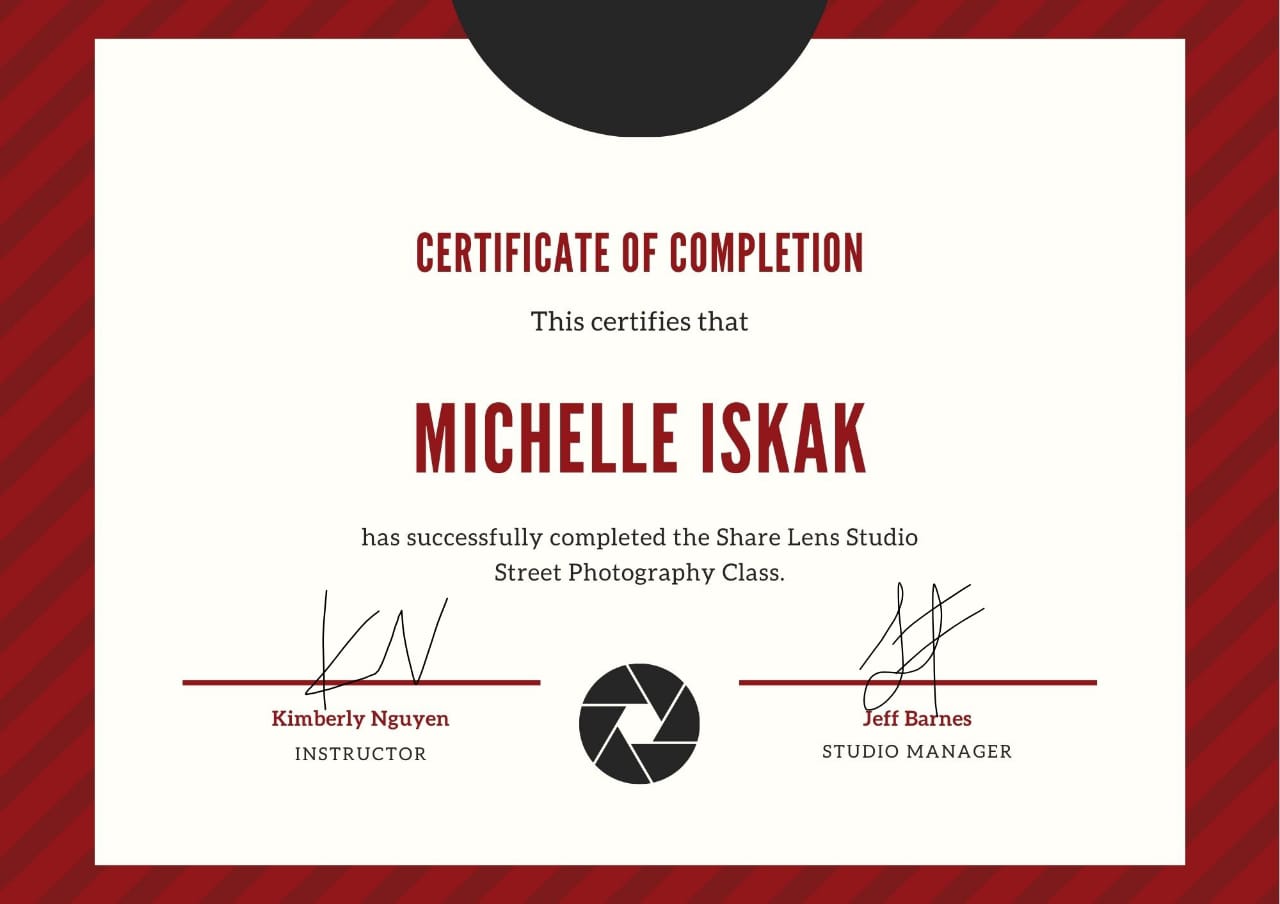 CERTIFICATE OF COMPLETION
This certifies that
MICHELLE ISKAK
has successfully completed the Share Lens Studio
Street Photography Class.
KN
Kimberly Nguyen
INSTRUCTOR
Jeff Barnes
STUDIO MANAGER